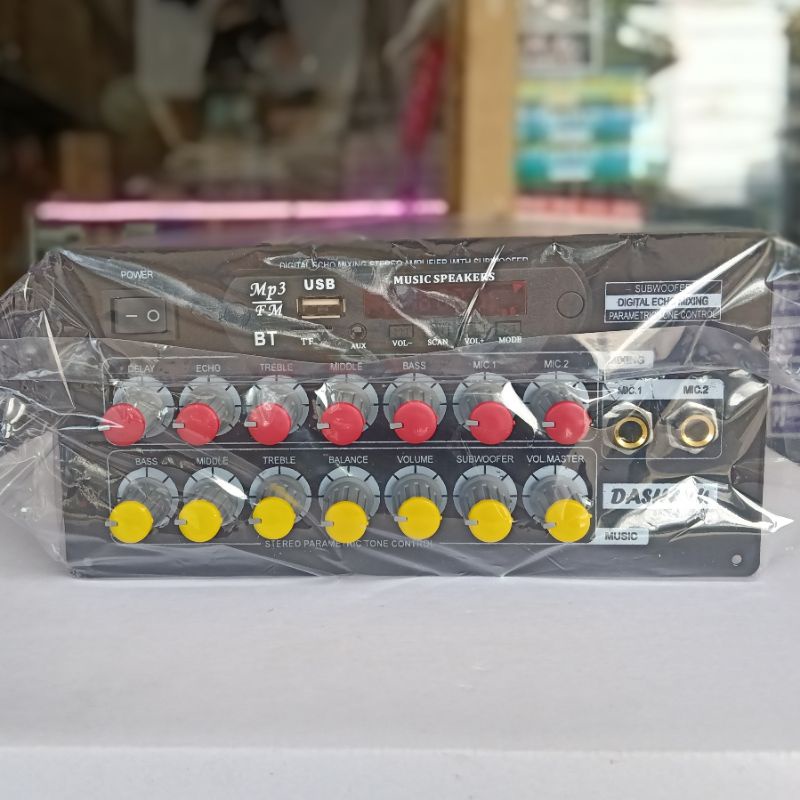 DIGITAL ECHO MIXING STEREO AMPLIFIER WITH SUBWOOFER
POWER
Mp3
FM
USB
MUSIC SPEAKERS
BT
TF
AUX
VOL-
SCAN
VOL+
MODE
SUBWOOFER
DIGITAL ECHO MIXING
PARAMETRIC TONE CONTROL
DELAY ECHO TREBLE MIDDLE BASS MIC.1 MIC.2
MIXING
MIC.1 MIC.2
BASS MIDDLE TREBLE BALANCE VOLUME SUBWOOFER VOL.MASTER
STEREO PARAMETRIC TONE CONTROL
MUSIC